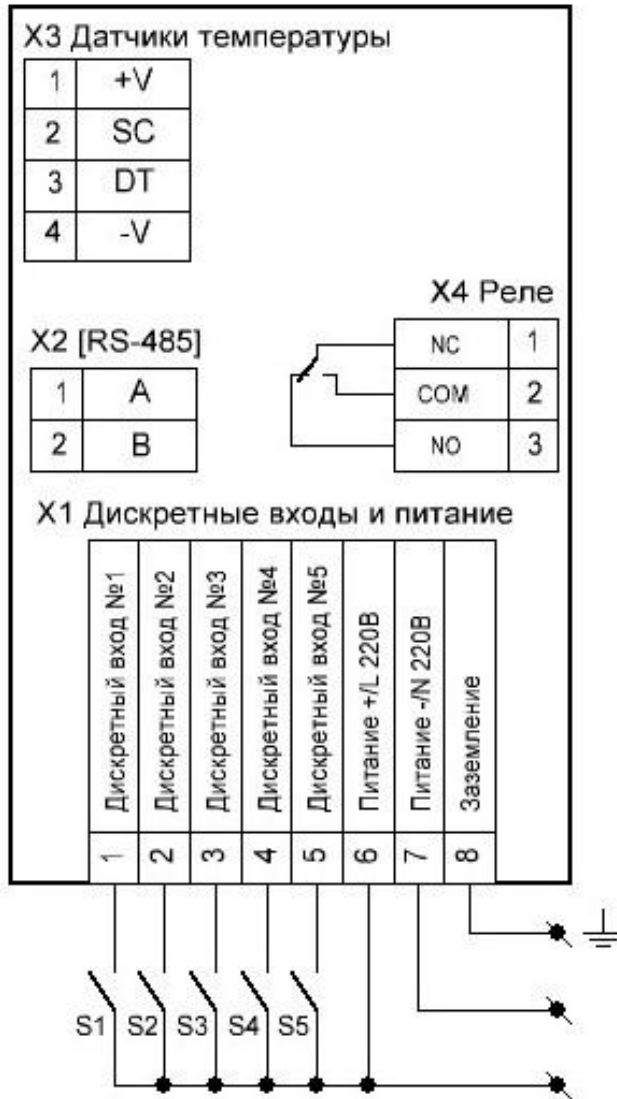 X3 Датчики температуры
1 +V
2 SC
3 DT
4 -V
X4 Реле
NC 1
COM 2
NO 3
X2 [RS-485]
1 A
2 B
X1 Дискретные входы и питание
Дискретный вход №1
Дискретный вход №2
Дискретный вход №3
Дискретный вход №4
Дискретный вход №5
Питание +/L 220В
Питание -/N 220В
Заземление
1 2 3 4 5 6 7 8
S1 S2 S3 S4 S5